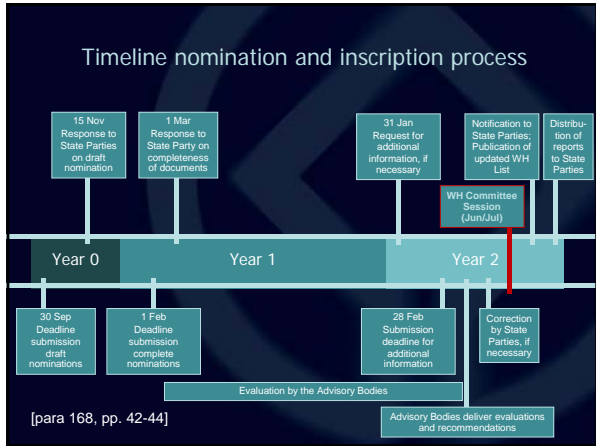 Timeline nomination and inscription process
15 Nov
Response to
State Parties
on draft
nomination
1 Mar
Response to
State Party on
completeness
of documents
31 Jan
Request for
additional
information, if
necessary
Notification to
State Parties;
Publication of
updated WH
List
Distribu-
tion of
reports to
State
Parties
WH Committee
Session
(Jun/Jul)
Year 0
Year 1
Year 2
30 Sep
Deadline
submission
draft
nominations
1 Feb
Deadline
submission
complete
nominations
28 Feb
Submission
deadline for
additional
information
Correction
by State
Parties, if
necessary
Evaluation by the Advisory Bodies
Advisory Bodies deliver evaluations
and recommendations
[para 168, pp. 42-44]